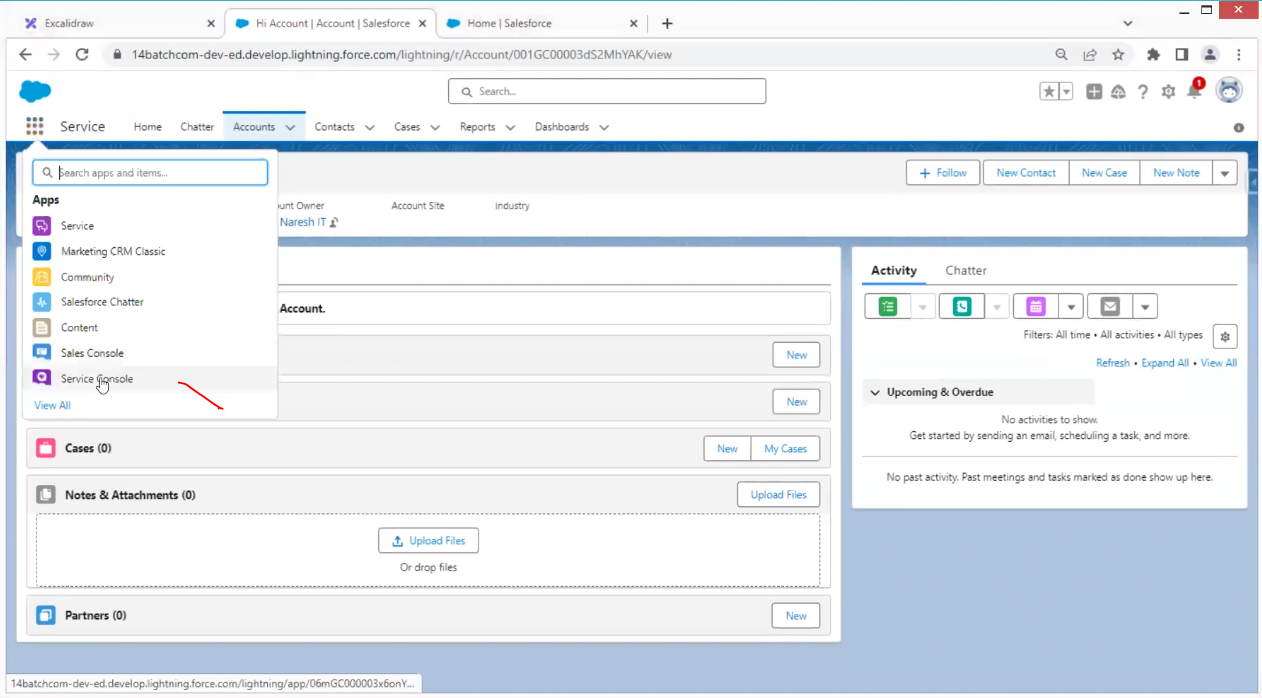 Excalidraw
Hi Account | Account | Salesforce
Home | Salesforce
14batchcom-dev-ed.develop.lightning.force.com/lightning/r/Account/001GC00003dS2MhYAK/view
Search...
1
Service
Home
Chatter
Accounts
Contacts
Cases
Reports
Dashboards
Search apps and items...
Apps
Service
Marketing CRM Classic
Community
Salesforce Chatter
Content
Sales Console
Service Console
View All
+ Follow
New Contact
New Case
New Note
unt Owner
Account Site
Industry
Naresh IT
Account.
New
New
Cases (0)
New
My Cases
Notes & Attachments (0)
Upload Files
Upload Files
Or drop files
Partners (0)
New
Activity
Chatter
Filters: All time • All activities • All types
Refresh • Expand All • View All
Upcoming & Overdue
No activities to show.
Get started by sending an email, scheduling a task, and more.
No past activity. Past meetings and tasks marked as done show up here.
14batchcom-dev-ed.develop.lightning.force.com/lightning/app/06mGC000003x6onY...